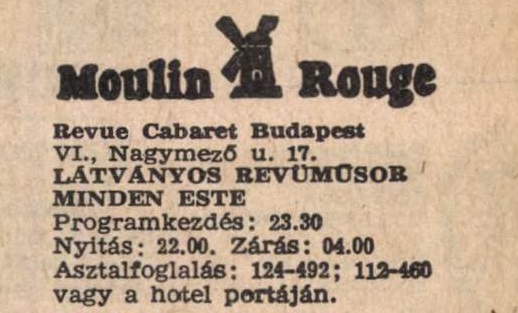 Moulin Rouge
Revue Cabaret Budapest
VI., Nagymező u. 17.
LÁTVÁNYOS REVÜMŰSOR
MINDEN ESTE
Programkezdés: 23.30
Nyitás: 22.00. Zárás: 04.00
Asztalfoglalás: 124-492; 112-460
vagy a hotel portáján.